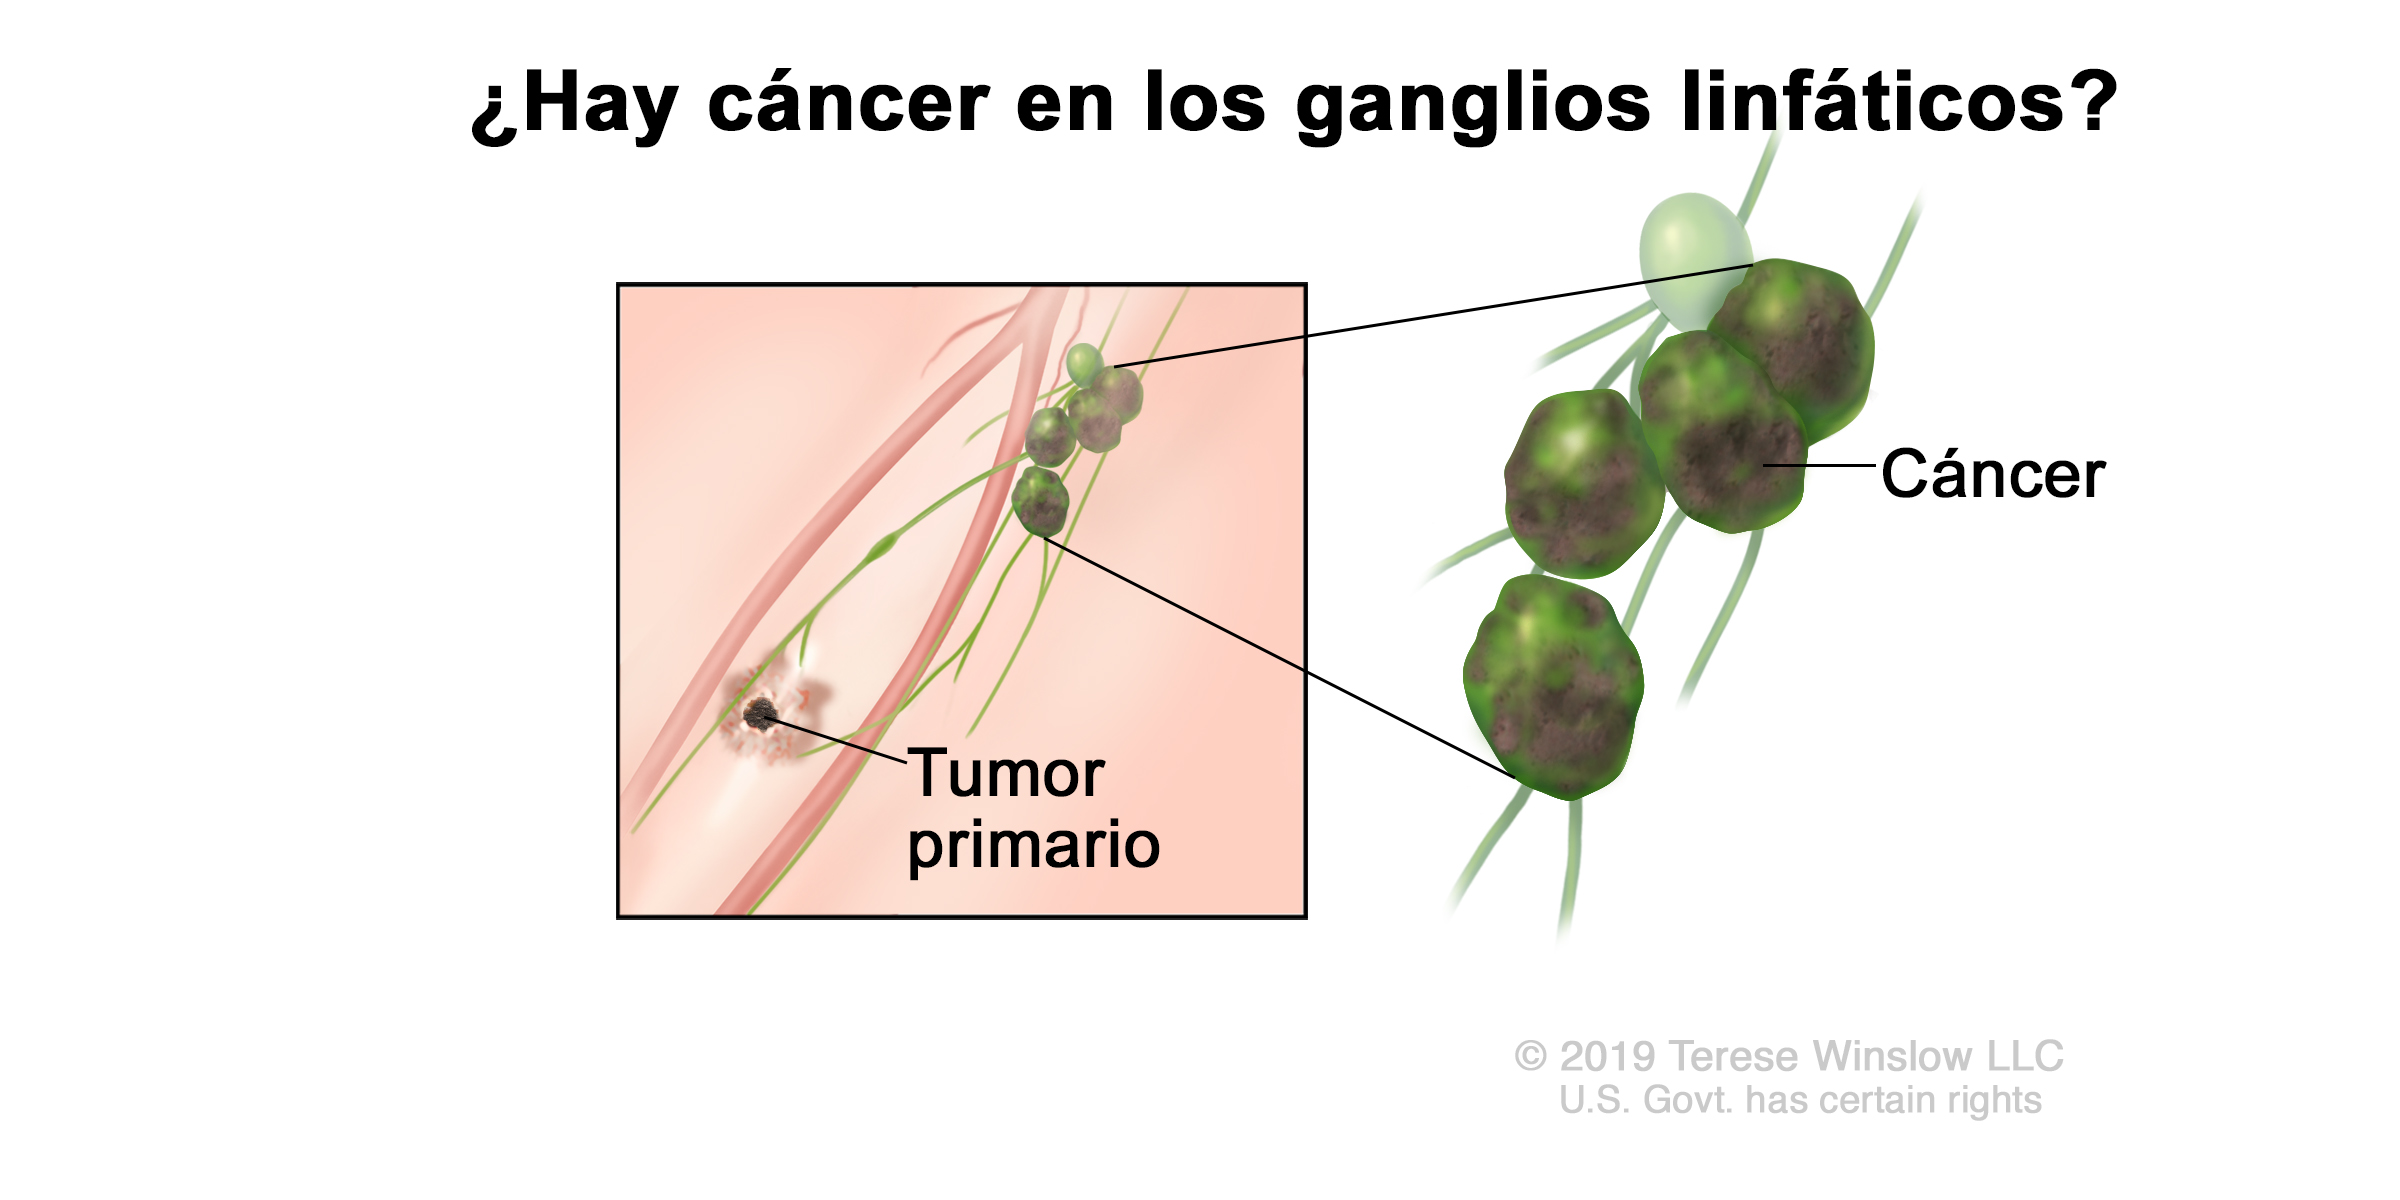 ¿Hay cáncer en los ganglios linfáticos?
Cáncer
Tumor
primario
© 2019 Terese Winslow LLC
U.S. Govt. has certain rights